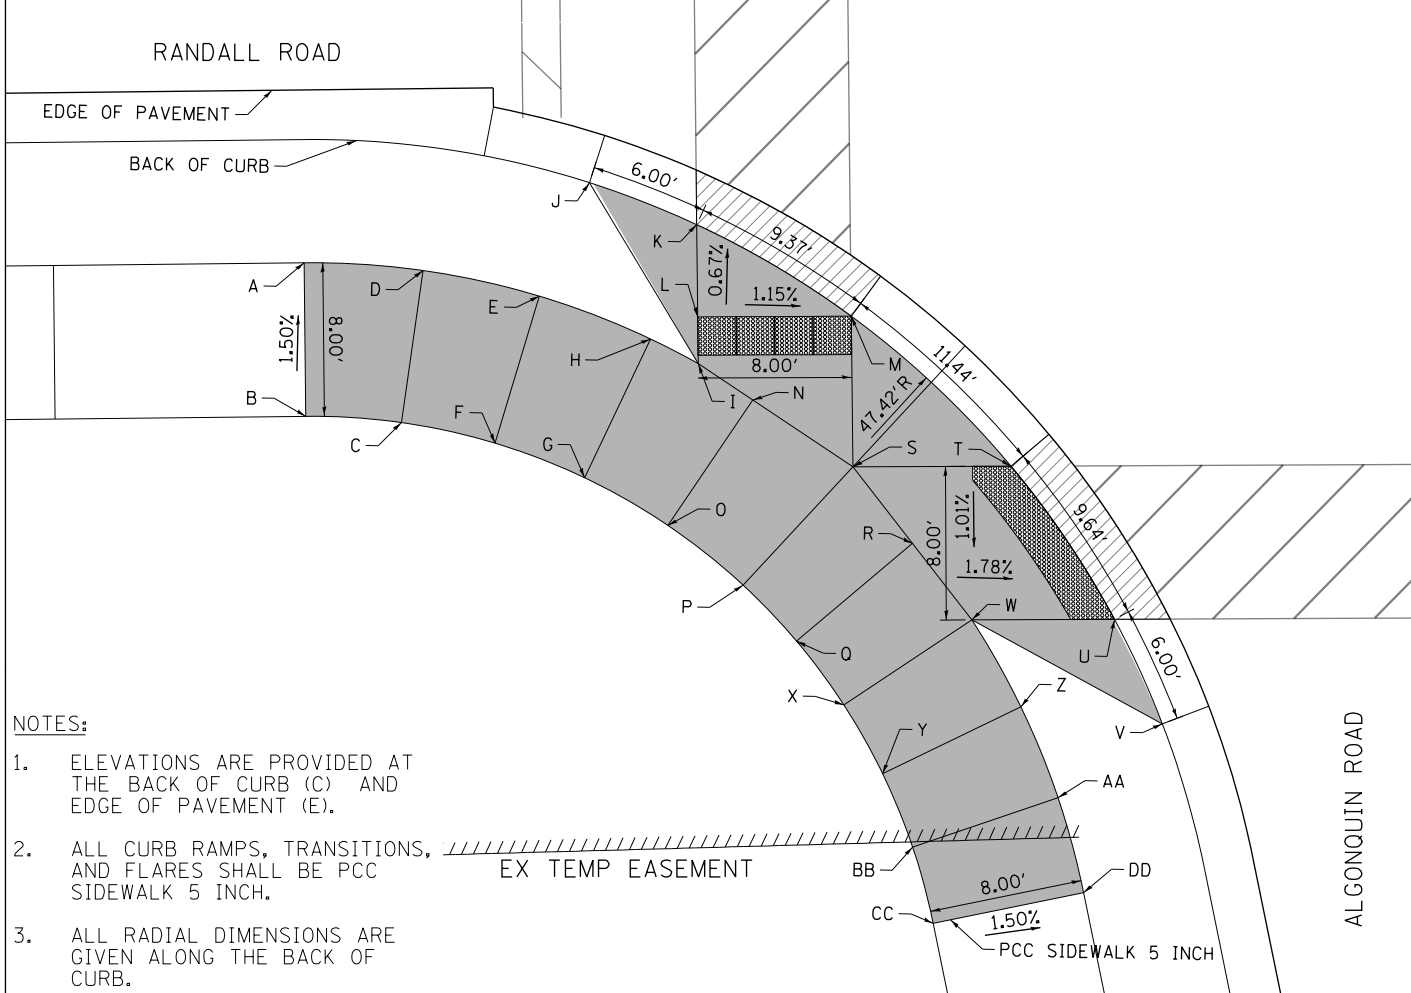 RANDALL ROAD
EDGE OF PAVEMENT
BACK OF CURB
J
6.00'
K
9.37'
A
D
E
L
0.67%
1.15%
1.50%
8.00'
H
8.00'
M
11.44'
B
F
C
G
I
N
47.42'R
S
T
O
R
8.00'
1.01%
1.78%
9.64'
P
W
Q
U
6.00'
X
Z
Y
V
AA
BB
DD
CC
8.00'
1.50%
PCC SIDEWALK 5 INCH
EX TEMP EASEMENT
ALGONQUIN ROAD
NOTES:
1. ELEVATIONS ARE PROVIDED AT
THE BACK OF CURB (C) AND
EDGE OF PAVEMENT (E).
2. ALL CURB RAMPS, TRANSITIONS,
AND FLARES SHALL BE PCC
SIDEWALK 5 INCH.
3. ALL RADIAL DIMENSIONS ARE
GIVEN ALONG THE BACK OF
CURB.